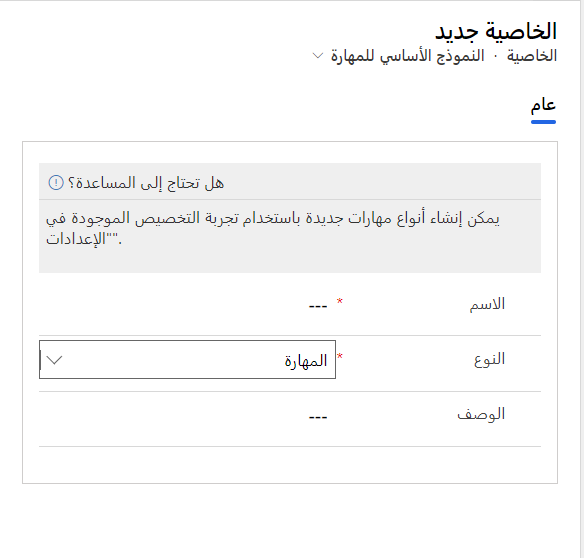 الخاصية جديد
الخاصية · النموذج الأساسي للمهارة
عام
هل تحتاج إلى المساعدة؟
يمكن إنشاء أنواع مهارات جديدة باستخدام تجربة التخصيص الموجودة في
"الإعدادات".
الاسم * ---
النوع * المهارة
الوصف ---